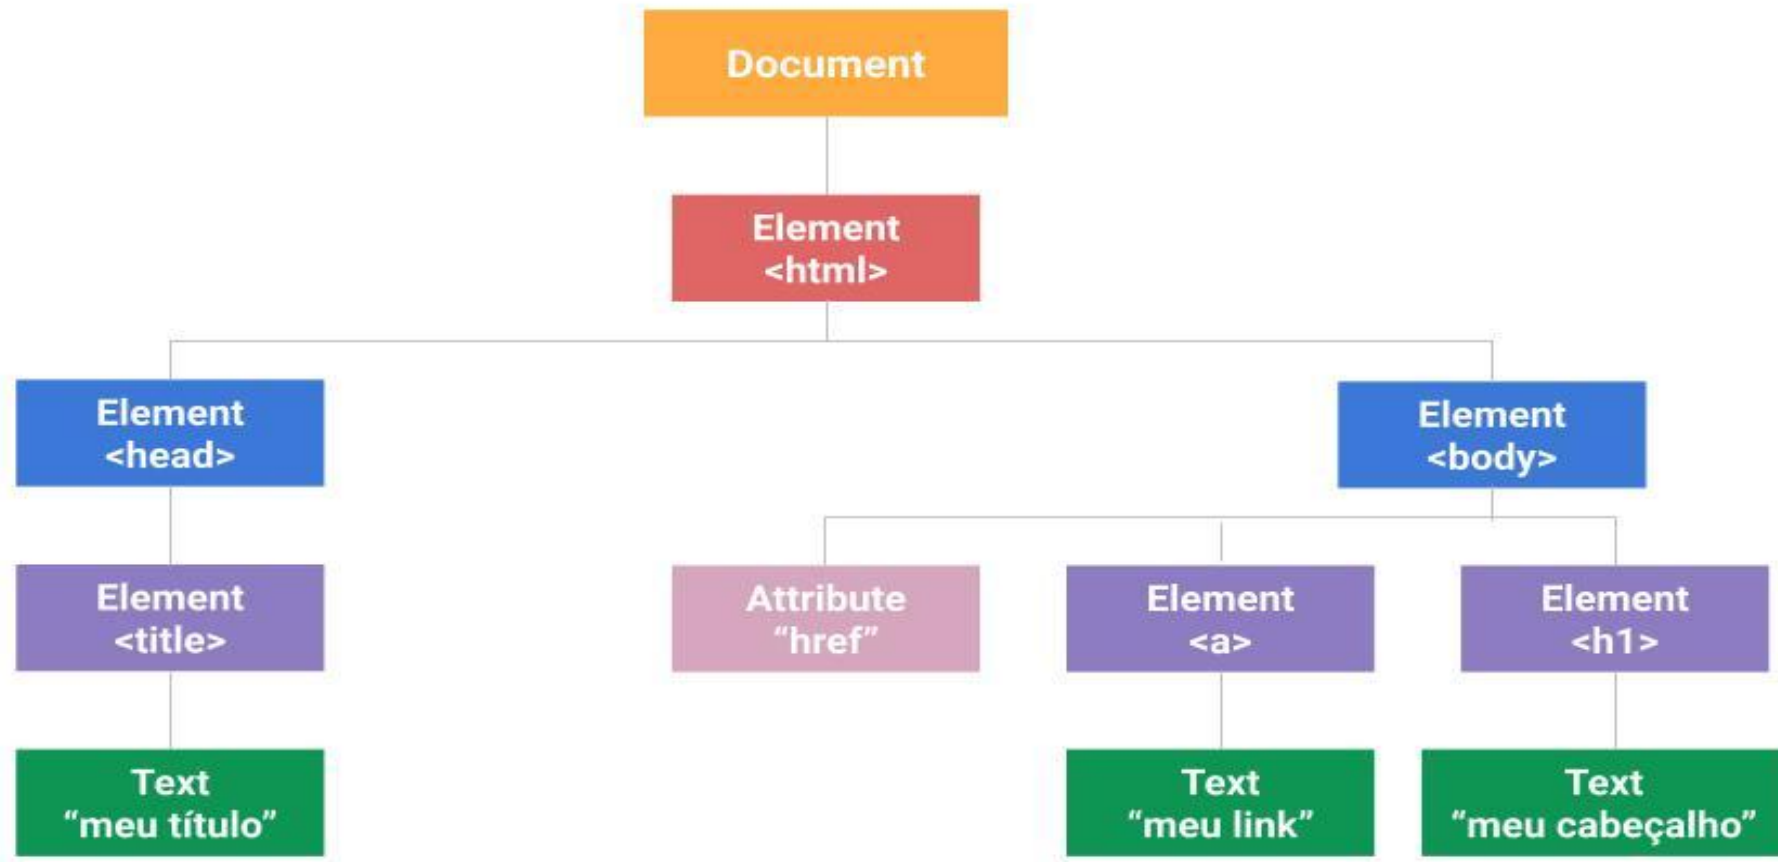 Document
Element
<html>
Element
<head>
Element
<body>
Element
<title>
Attribute
“href”
Element
<a>
Element
<h1>
Text
“meu título”
Text
“meu link”
Text
“meu cabeçalho”